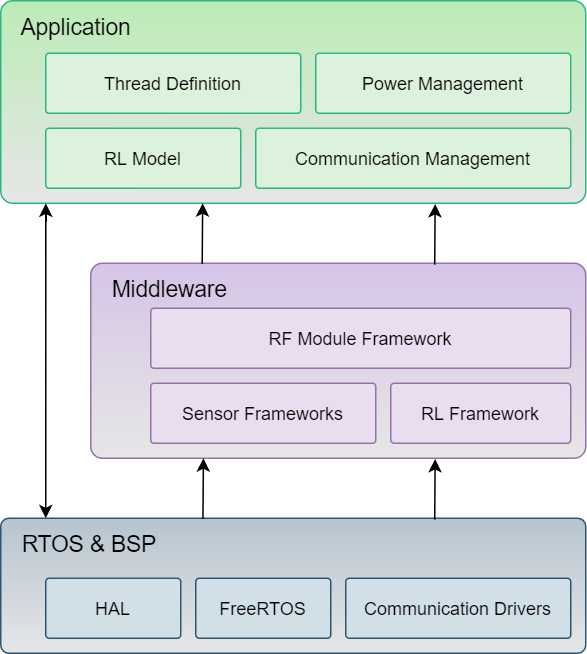 Application
Thread Definition
Power Management
RL Model
Communication Management
Middleware
RF Module Framework
Sensor Frameworks
RL Framework
RTOS & BSP
HAL
FreeRTOS
Communication Drivers